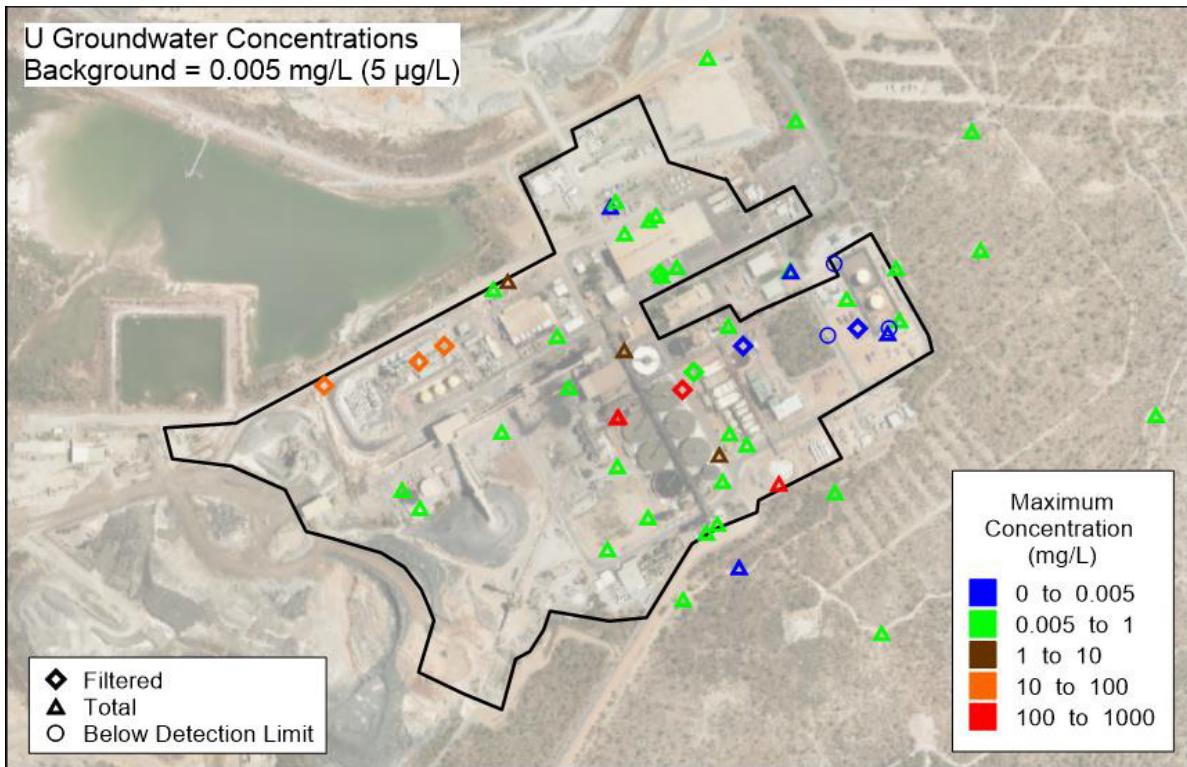 U Groundwater Concentrations
Background = 0.005 mg/L (5 µg/L)
Maximum
Concentration
(mg/L)
0 to 0.005
0.005 to 1
1 to 10
10 to 100
100 to 1000
Filtered
Total
Below Detection Limit